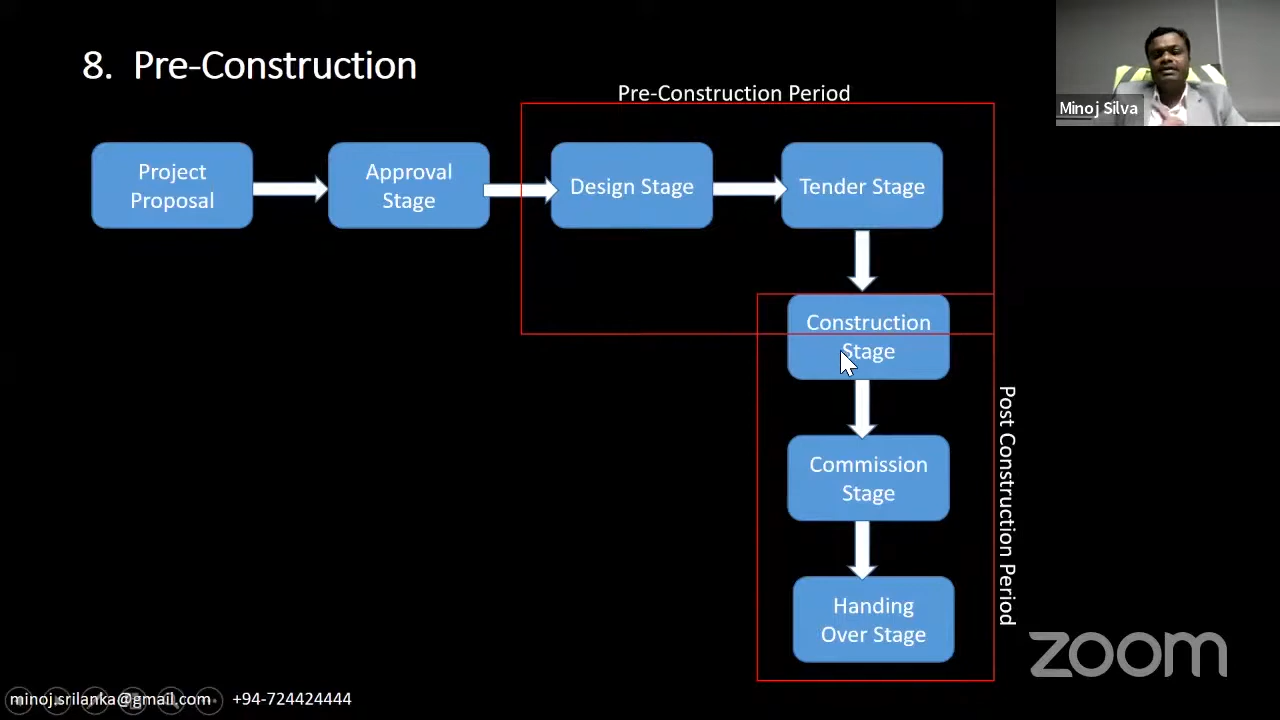 8. Pre-Construction
Pre-Construction Period
Minoj Silva
Project
Proposal
Approval
Stage
Design Stage
Tender Stage
Construction
Stage
Commission
Stage
Handing
Over Stage
Post Construction Period
zoom
minoj.srilanka@gmail.com +94-724424444